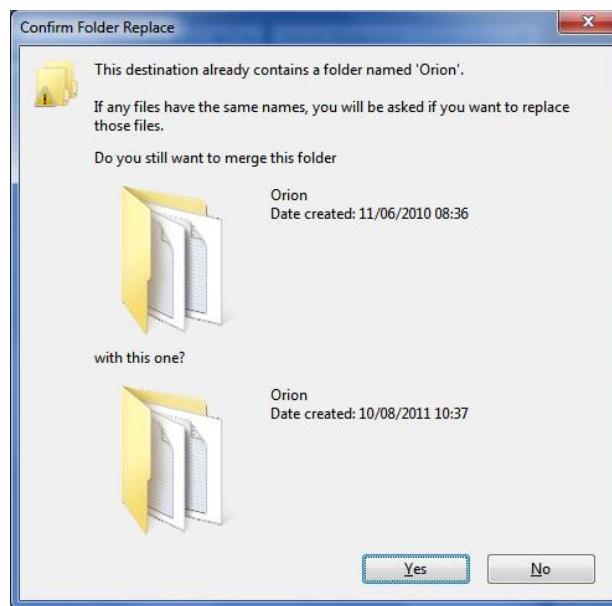 Confirm Folder Replace
This destination already contains a folder named 'Orion'.
If any files have the same names, you will be asked if you want to replace
those files.
Do you still want to merge this folder
Orion
Date created: 11/06/2010 08:36
with this one?
Orion
Date created: 10/08/2011 10:37
Yes
No